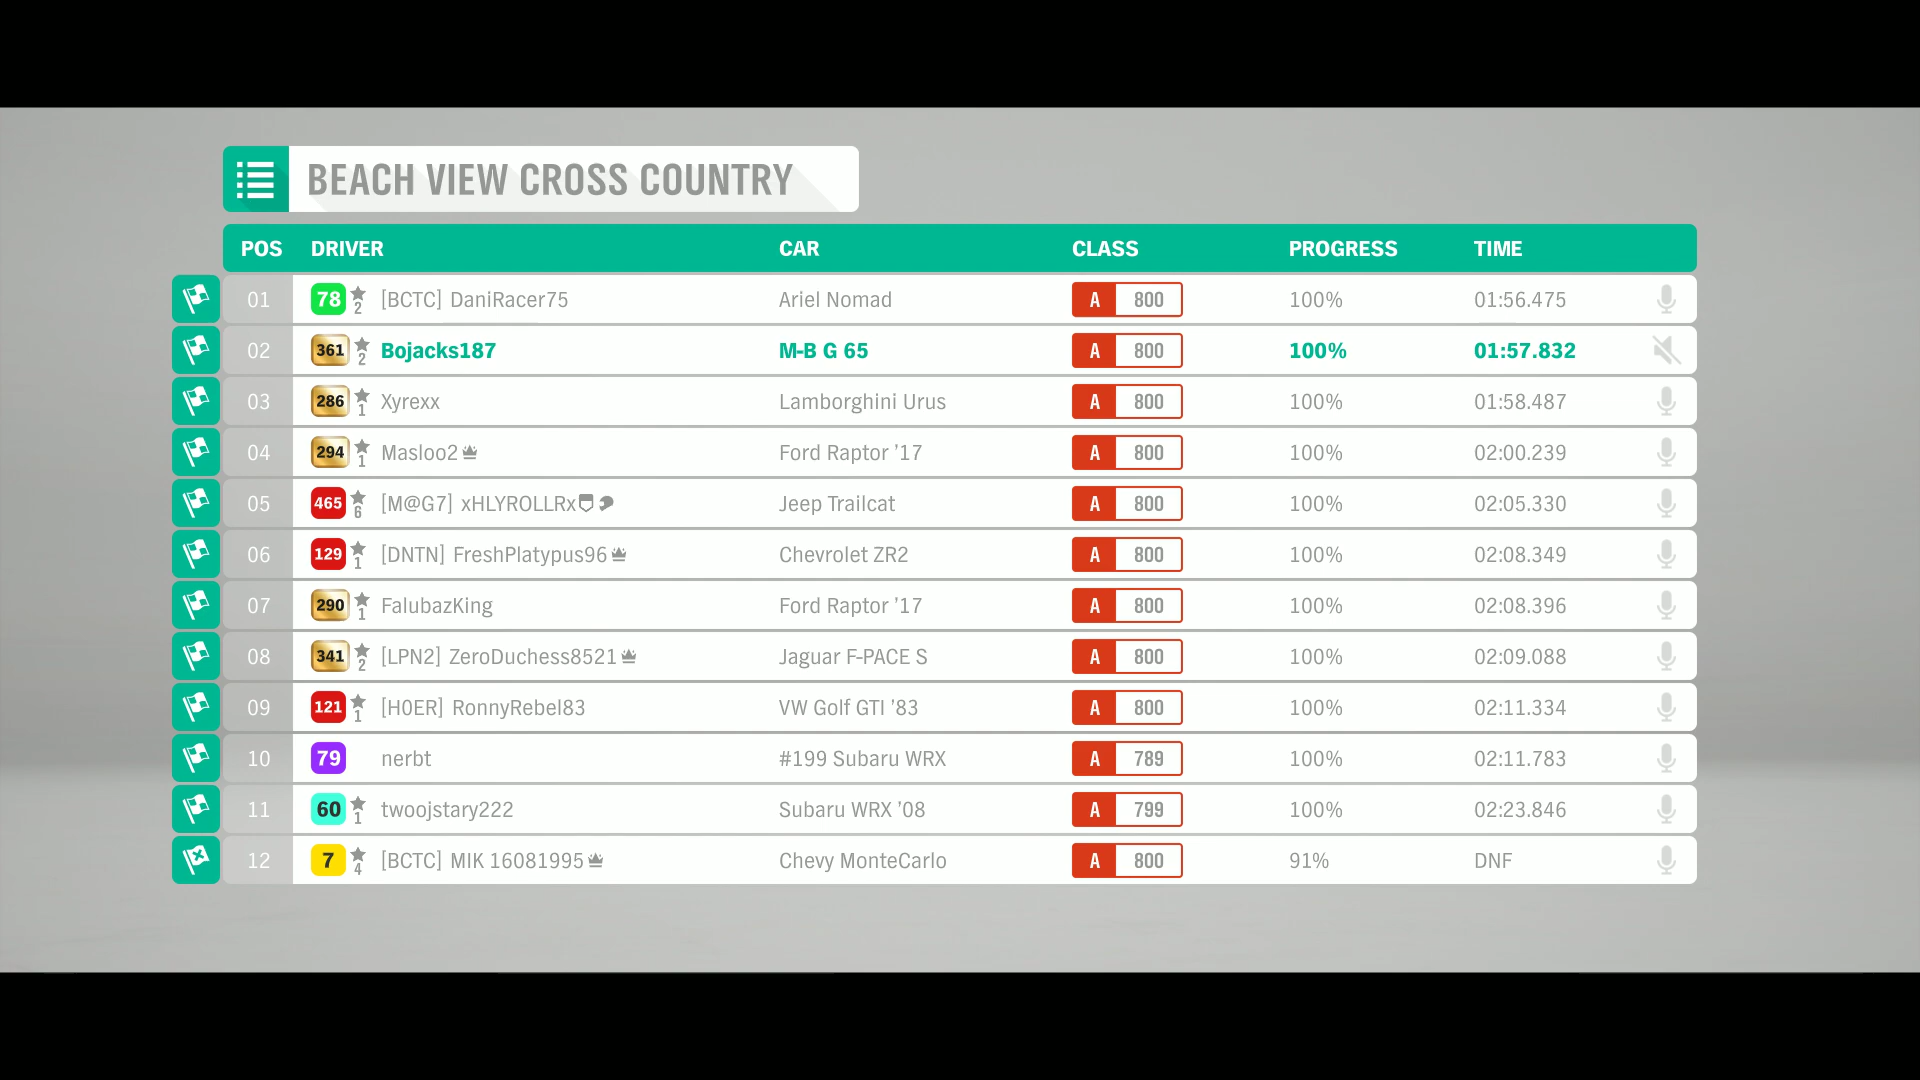 BEACH VIEW CROSS COUNTRY
POS DRIVER CAR CLASS PROGRESS TIME
01 78 2 [BCTC] DaniRacer75 Ariel Nomad A 800 100% 01:56.475
02 361 2 Bojacks187 M-B G 65 A 800 100% 01:57.832
03 286 1 Xyrexx Lamborghini Urus A 800 100% 01:58.487
04 294 1 Masloo2 Ford Raptor ’17 A 800 100% 02:00.239
05 465 6 [M@G7] xHLYROLLRx Jeep Trailcat A 800 100% 02:05.330
06 129 1 [DNTN] FreshPlatypus96 Chevrolet ZR2 A 800 100% 02:08.349
07 290 1 FalubazKing Ford Raptor ’17 A 800 100% 02:08.396
08 341 2 [LPN2] ZeroDuchess8521 Jaguar F-PACE S A 800 100% 02:09.088
09 121 1 [H0ER] RonnyRebel83 VW Golf GTI ’83 A 800 100% 02:11.334
10 79 nerbt #199 Subaru WRX A 789 100% 02:11.783
11 60 1 twoojstary222 Subaru WRX ’08 A 799 100% 02:23.846
12 7 4 [BCTC] MIK 16081995 Chevy MonteCarlo A 800 91% DNF